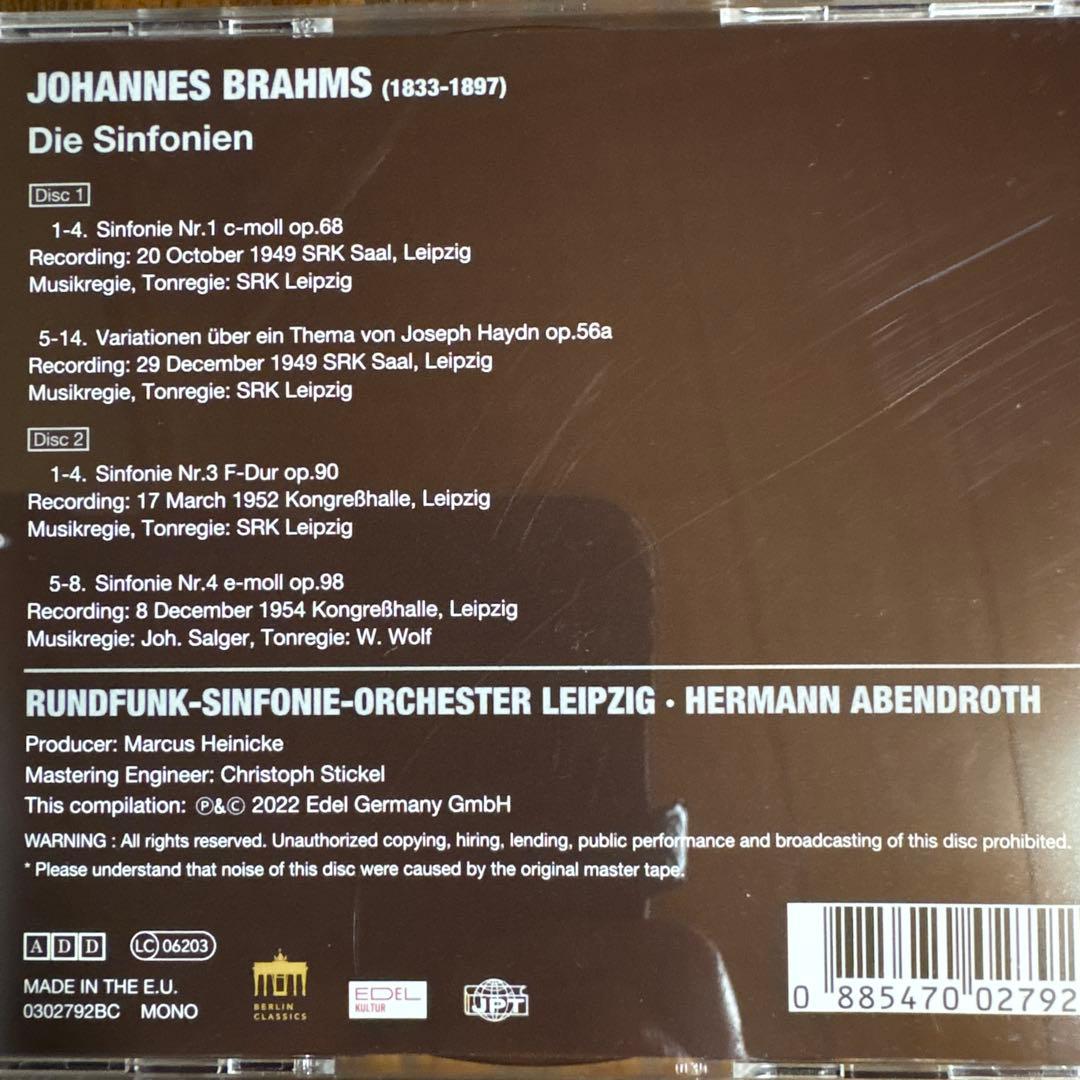 JOHANNES BRAHMS (1833-1897)
Die Sinfonien
Disc 1
1-4. Sinfonie Nr.1 c-moll op.68
Recording: 20 October 1949 SRK Saal, Leipzig
Musikregie, Tonregie: SRK Leipzig
5-14. Variationen über ein Thema von Joseph Haydn op.56a
Recording: 29 December 1949 SRK Saal, Leipzig
Musikregie, Tonregie: SRK Leipzig
Disc 2
1-4. Sinfonie Nr.3 F-Dur op.90
Recording: 17 March 1952 Kongreßhalle, Leipzig
Musikregie, Tonregie: SRK Leipzig
5-8. Sinfonie Nr.4 e-moll op.98
Recording: 8 December 1954 Kongreßhalle, Leipzig
Musikregie: Joh. Salger, Tonregie: W. Wolf
RUNDFUNK-SINFONIE-ORCHESTER LEIPZIG · HERMANN ABENDROTH
Producer: Marcus Heinicke
Mastering Engineer: Christoph Stickel
This compilation: ℗&© 2022 Edel Germany GmbH
WARNING : All rights reserved. Unauthorized copying, hiring, lending, public performance and broadcasting of this disc prohibited.
* Please understand that noise of this disc were caused by the original master tape.
ADD LC 06203
MADE IN THE E.U.
0302792BC MONO
BERLIN
CLASSICS
EDEL
KULTUR
JPT
0 885470 02792